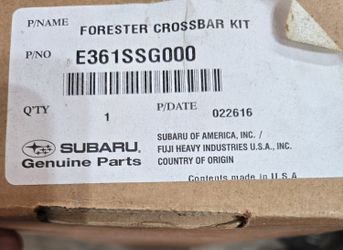 P/NAME FORESTER CROSSBAR KIT
P/NO E361SSG000
Q'TY 1 P/DATE 022616
SUBARU
Genuine Parts
SUBARU OF AMERICA, INC. /
FUJI HEAVY INDUSTRIES U.S.A., INC.
COUNTRY OF ORIGIN
Contents made in U.S.A